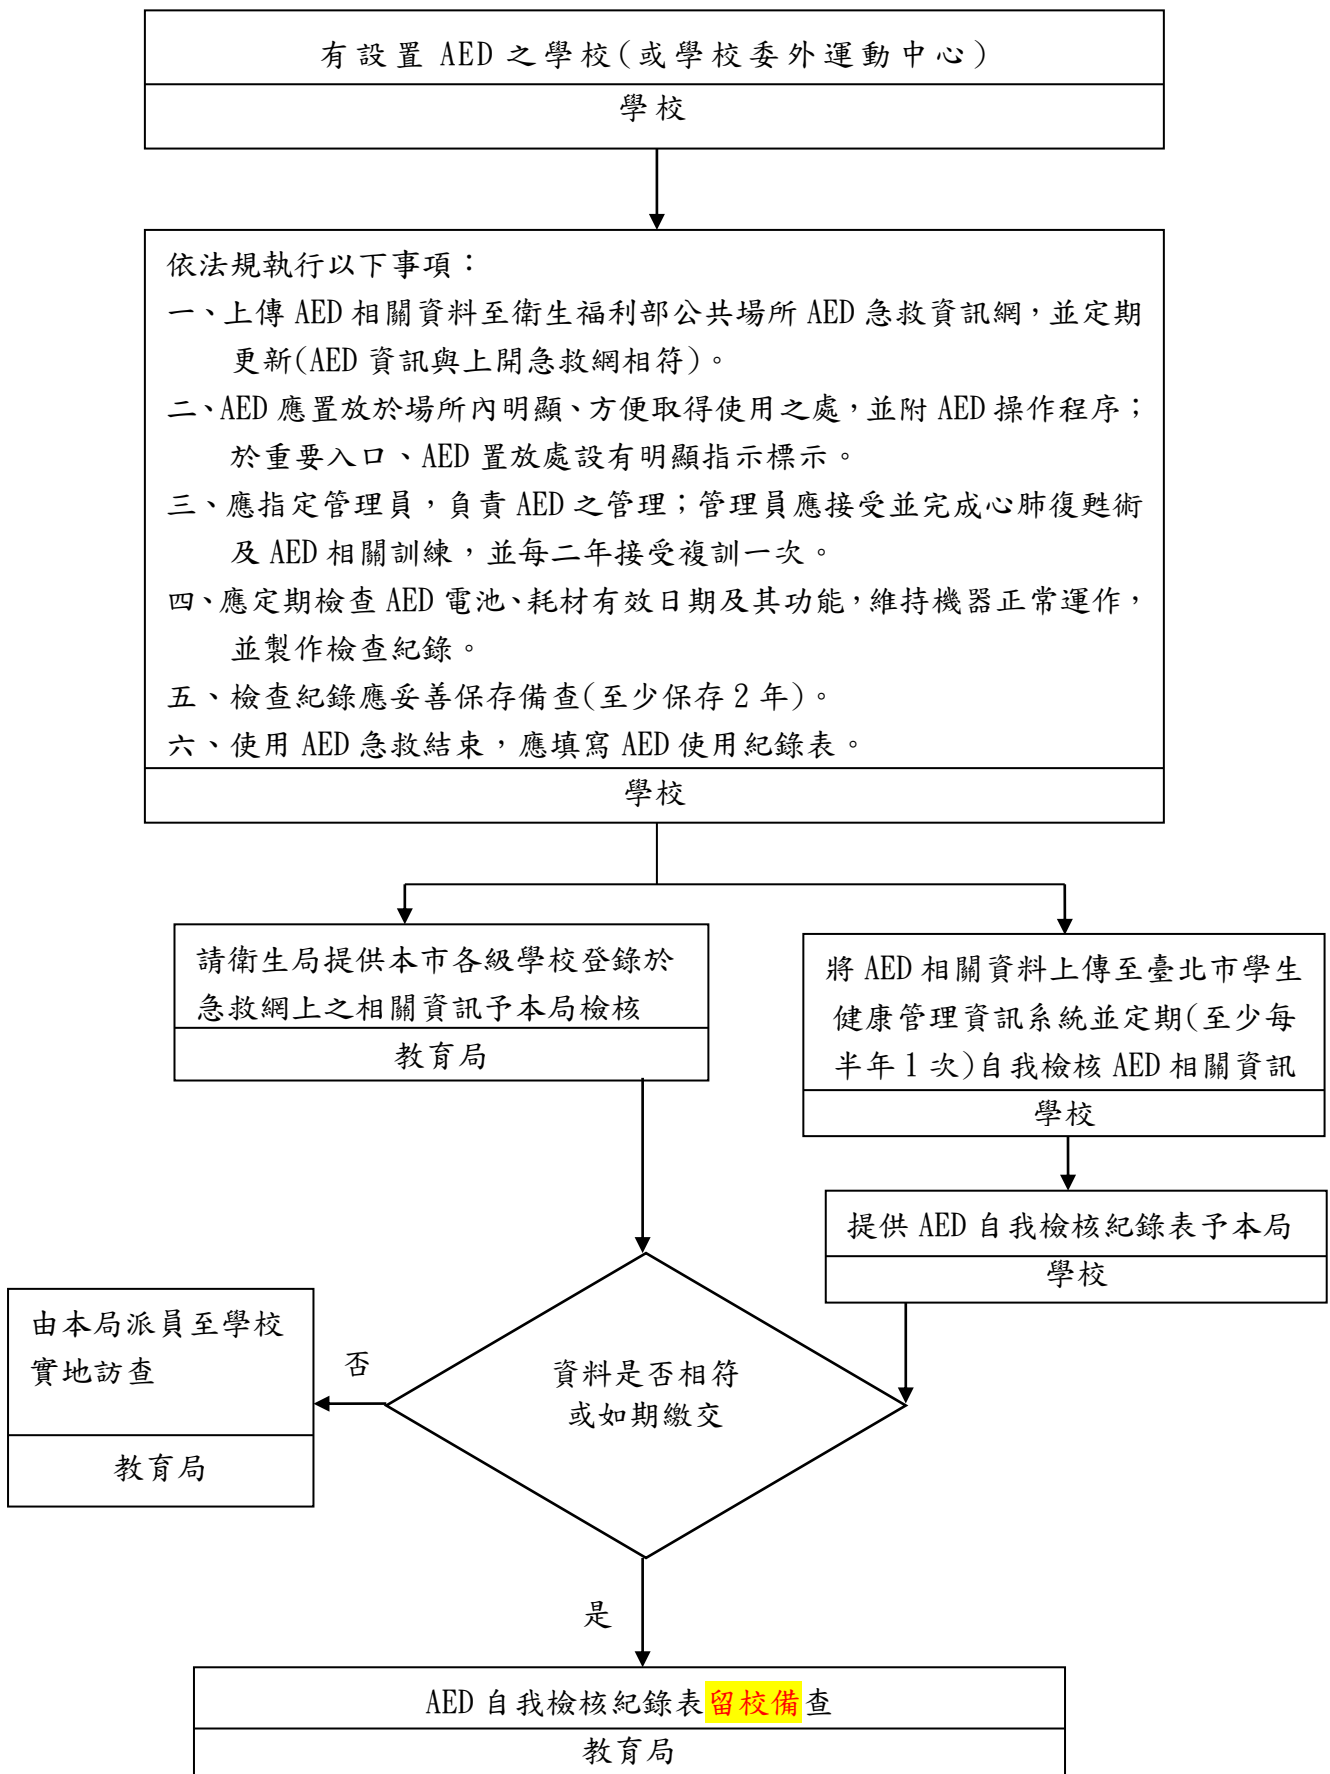 有設置 AED 之學校(或學校委外運動中心)
學校
依法規執行以下事項：
一、上傳 AED 相關資料至衛生福利部公共場所 AED 急救資訊網，並定期
更新(AED 資訊與上開急救網相符)。
二、AED 應置放於場所內明顯、方便取得使用之處，並附 AED 操作程序；
於重要入口、AED 置放處設有明顯指示標示。
三、應指定管理員，負責 AED 之管理；管理員應接受並完成心肺復甦術
及 AED 相關訓練，並每二年接受複訓一次。
四、應定期檢查 AED 電池、耗材有效日期及其功能，維持機器正常運作，
並製作檢查紀錄。
五、檢查紀錄應妥善保存備查(至少保存 2 年)。
六、使用 AED 急救結束，應填寫 AED 使用紀錄表。
學校
請衛生局提供本市各級學校登錄於
急救網上之相關資訊予本局檢核
教育局
將 AED 相關資料上傳至臺北市學生
健康管理資訊系統並定期(至少每
半年 1 次)自我檢核 AED 相關資訊
學校
提供 AED 自我檢核紀錄表予本局
學校
由本局派員至學校
實地訪查
教育局
否
資料是否相符
或如期繳交
是
AED 自我檢核紀錄表留校備查
教育局